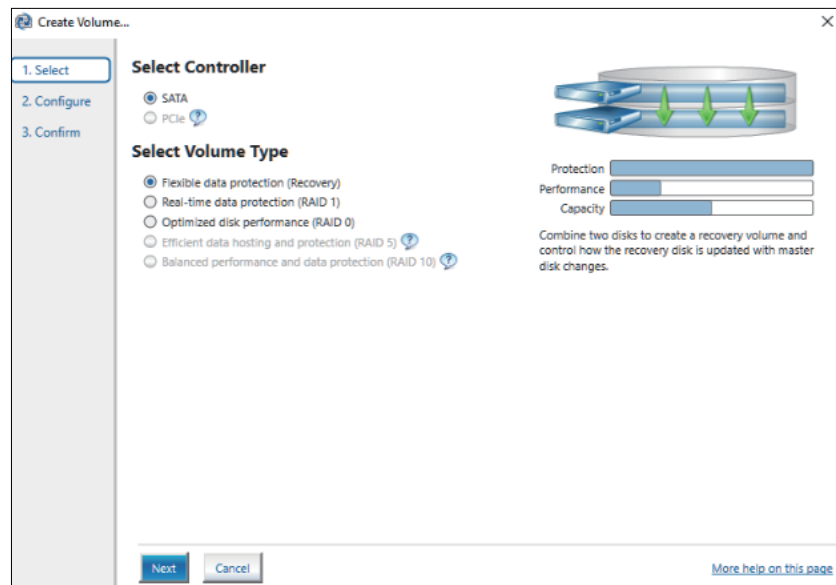 Create Volume...
1. Select
2. Configure
3. Confirm
Select Controller
SATA
PCIe ?
Select Volume Type
Flexible data protection (Recovery)
Real-time data protection (RAID 1)
Optimized disk performance (RAID 0)
Efficient data hosting and protection (RAID 5) ?
Balanced performance and data protection (RAID 10) ?
Protection
Performance
Capacity
Combine two disks to create a recovery volume and
control how the recovery disk is updated with master
disk changes.
Next
Cancel
More help on this page